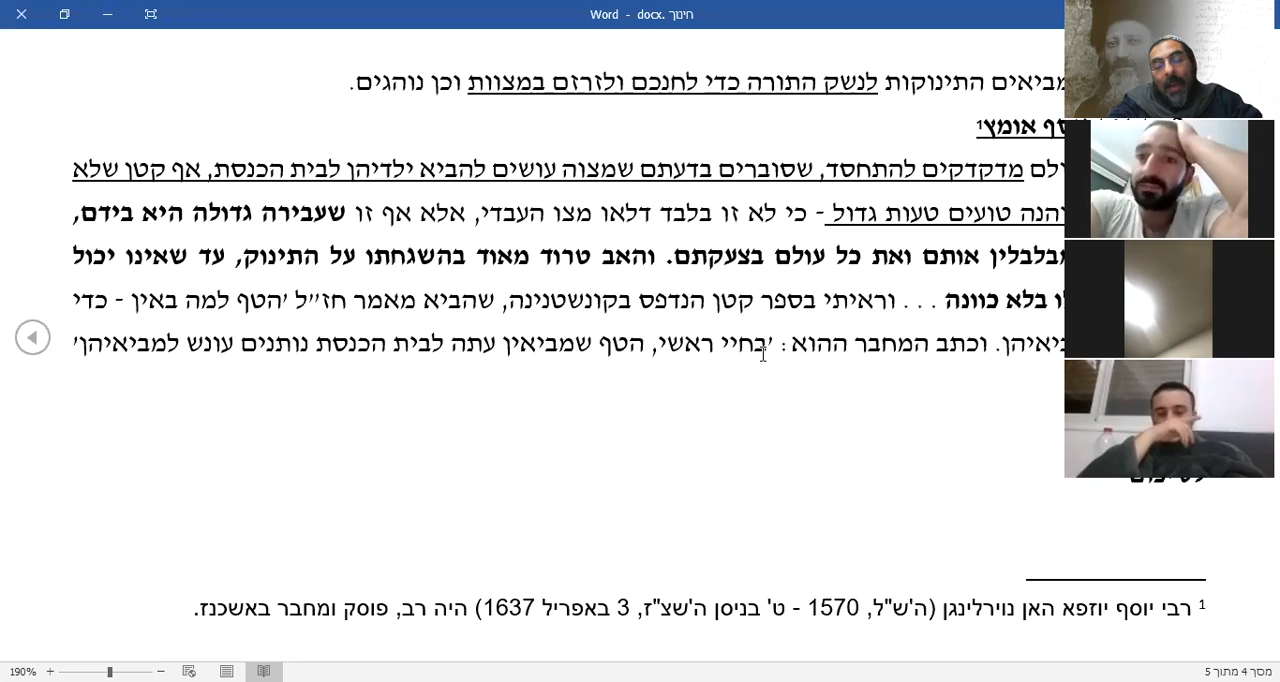 חינוך .docx - Word
מביאים התינוקות לנשק התורה כדי לחנכם ולזרזם במצוות וכן נוהגים.
אומץ¹
מדקדקים להתחסד, שסוברים בדעתם שמצוה עושים להביא ילדיהן לבית הכנסת, אף קטן שלא
והנה טועים טעות גדול - כי לא זו בלבד דלאו מצו העבדי, אלא אף זו שעבירה גדולה היא בידם,
מבלבלין אותם ואת כל עולם בצעקתם. והאב טרוד מאוד בהשגחתו על התינוק, עד שאינו יכול
בלא כוונה . . . וראיתי בספר קטן הנדפס בקונשטנינה, שהביא מאמר חז"ל 'הטף למה באין - כדי
וכתב המחבר ההוא: 'בחיי ראשי, הטף שמביאין עתה לבית הכנסת נותנים עונש למביאיהן'
¹ רבי יוסף יוזפא האן נוירלינגן (ה'ש"ל, 1570 - ט' בניסן ה'שצ"ז, 3 באפריל 1637) היה רב, פוסק ומחבר באשכנז.
מסך 4 מתוך 5
190%